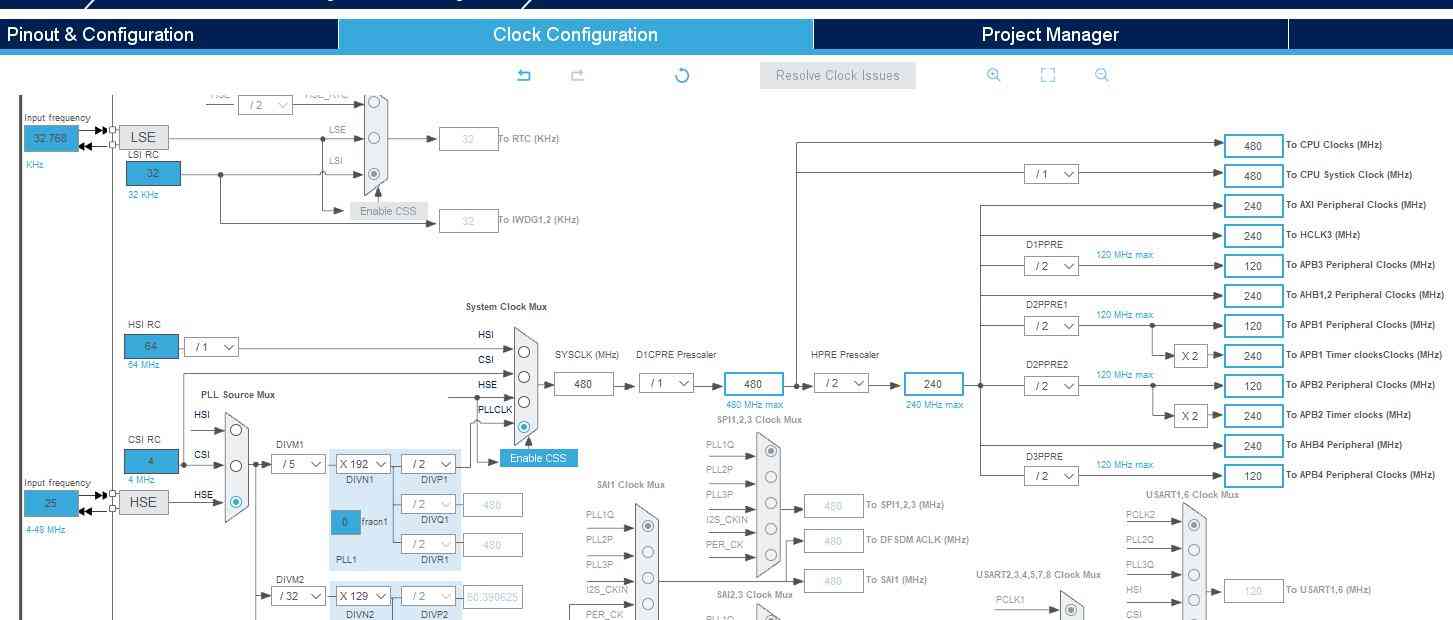 Pinout & Configuration
Clock Configuration
Project Manager
Resolve Clock Issues
/ 2
HSE_RTC
Input frequency
32.768
KHz
LSE
LSE
32
To RTC (KHz)
LSI RC
32
32 KHz
LSI
Enable CSS
32
To IWDG1,2 (KHz)
480
To CPU Clocks (MHz)
/ 1
480
To CPU Systick Clock (MHz)
240
To AXI Peripheral Clocks (MHz)
240
To HCLK3 (MHz)
D1PPRE
/ 2
120 MHz max
120
To APB3 Peripheral Clocks (MHz)
240
To AHB1,2 Peripheral Clocks (MHz)
D2PPRE1
/ 2
120 MHz max
120
To APB1 Peripheral Clocks (MHz)
X 2
240
To APB1 Timer clocksClocks (MHz)
D2PPRE2
/ 2
120 MHz max
120
To APB2 Peripheral Clocks (MHz)
X 2
240
To APB2 Timer clocks (MHz)
240
To AHB4 Peripheral (MHz)
D3PPRE
/ 2
120 MHz max
120
To APB4 Peripheral Clocks (MHz)
System Clock Mux
HSI RC
64
64 MHz
/ 1
HSI
CSI
HSE
PLLCLK
Enable CSS
SYSCLK (MHz)
480
D1CPRE Prescaler
/ 1
480
480 MHz max
HPRE Prescaler
/ 2
240
240 MHz max
PLL Source Mux
HSI
CSI RC
4
4 MHz
CSI
Input frequency
25
4-48 MHz
HSE
HSE
DIVM1
/ 5
X 192
DIVN1
/ 2
DIVP1
0
fracn1
/ 2
DIVQ1
480
/ 2
DIVR1
480
PLL1
DIVM2
/ 32
X 129
DIVN2
/ 2
DIVP2
80.390625
SPI1,2,3 Clock Mux
PLL1Q
PLL2P
PLL3P
I2S_CKIN
PER_CK
480
To SPI1,2,3 (MHz)
480
To DFSDM ACLK (MHz)
SAI1 Clock Mux
PLL1Q
PLL2P
PLL3P
I2S_CKIN
PER_CK
480
To SAI1 (MHz)
SAI2,3 Clock Mux
PLL1Q
USART2,3,4,5,7,8 Clock Mux
PCLK1
USART1,6 Clock Mux
PCLK2
PLL2Q
PLL3Q
HSI
CSI
120
To USART1,6 (MHz)